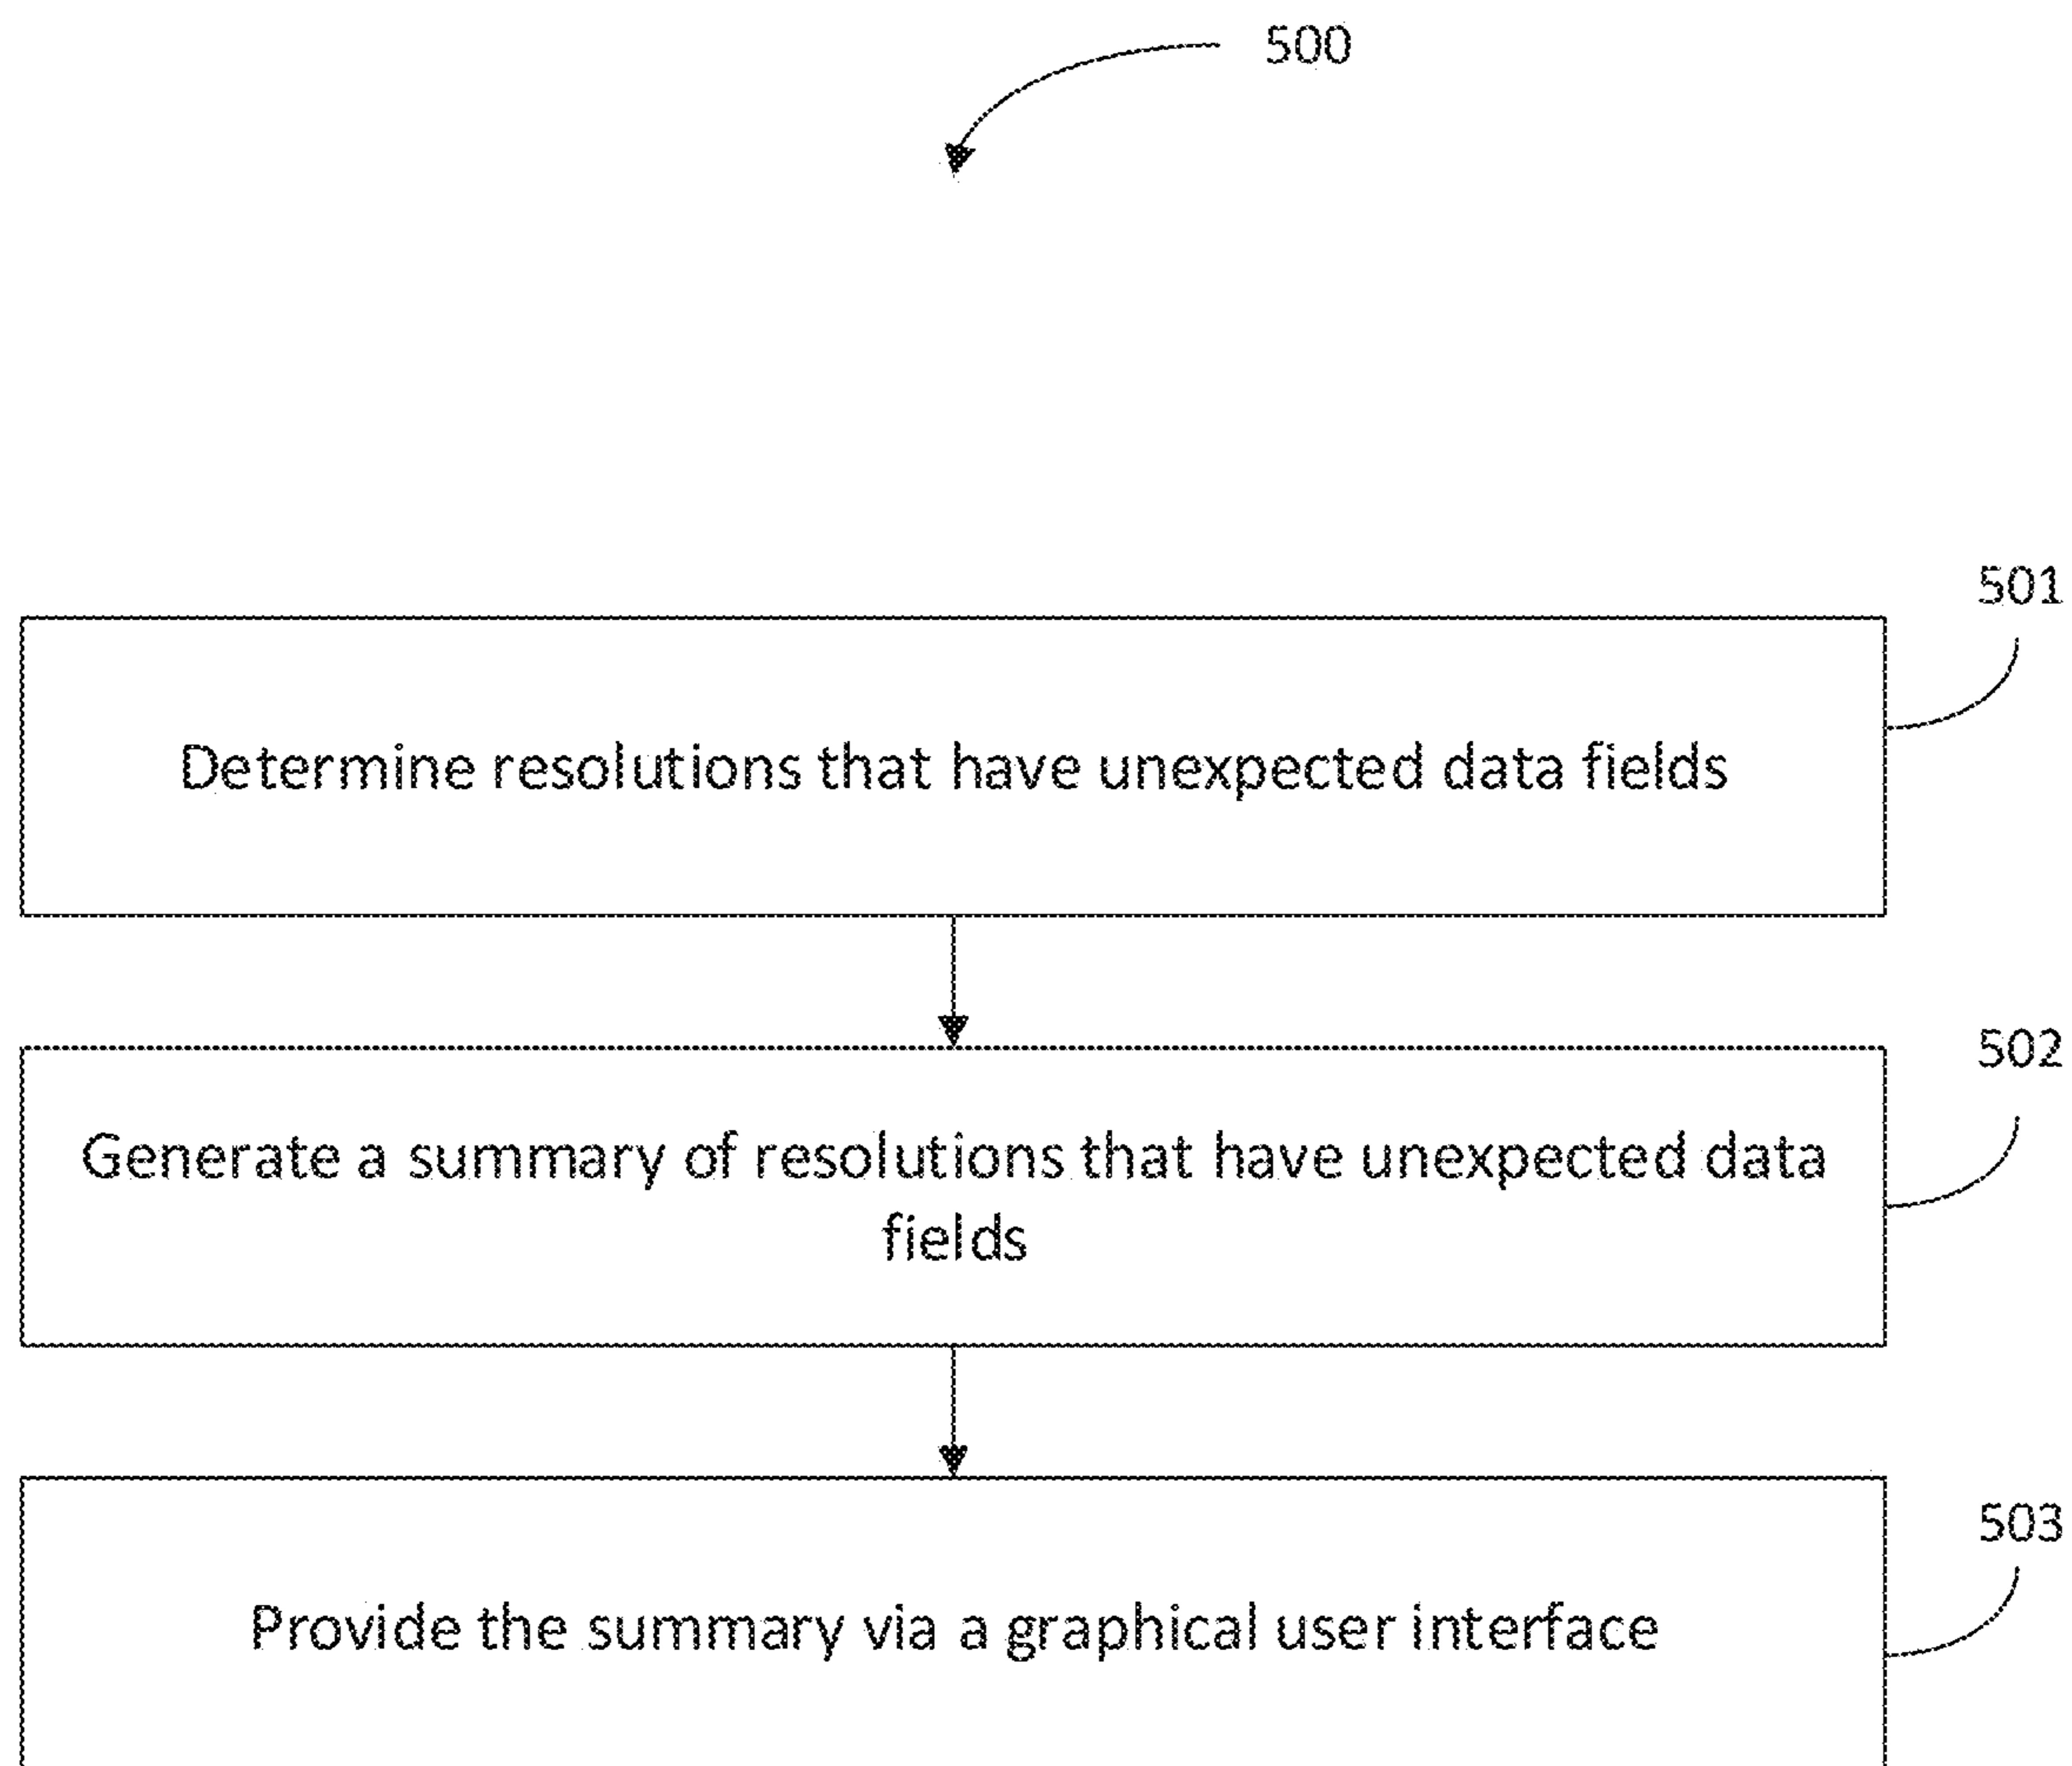 500
501
Determine resolutions that have unexpected data fields
502
Generate a summary of resolutions that have unexpected data
fields
503
Provide the summary via a graphical user interface